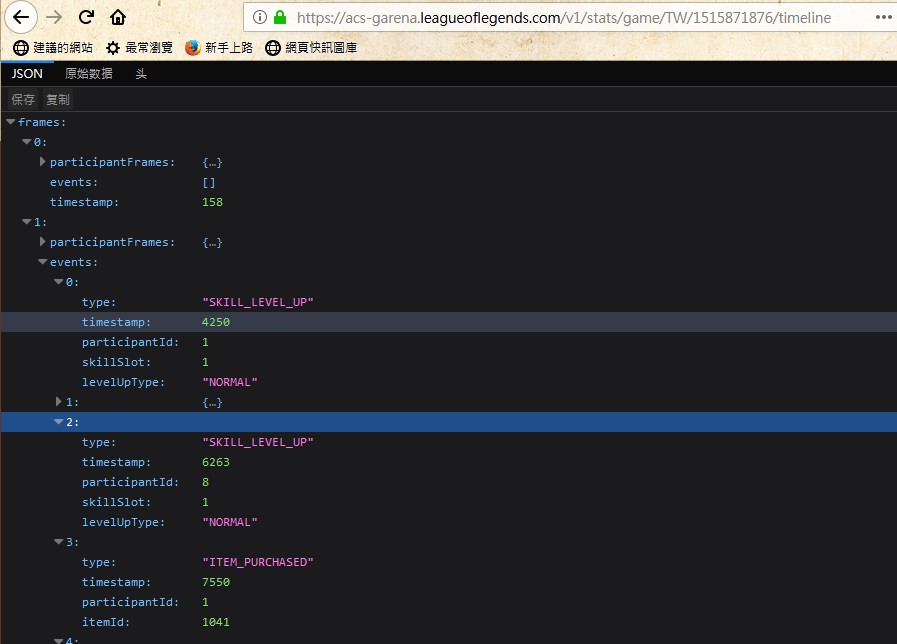 https://acs-garena.leagueoflegends.com/v1/stats/game/TW/1515871876/timeline
建議的網站 最常瀏覽 新手上路 網頁快訊圖庫
JSON 原始数据 头
保存 复制
frames:
0:
participantFrames: {…}
events: []
timestamp: 158
1:
participantFrames: {…}
events:
0:
type: "SKILL_LEVEL_UP"
timestamp: 4250
participantId: 1
skillSlot: 1
levelUpType: "NORMAL"
1: {…}
2:
type: "SKILL_LEVEL_UP"
timestamp: 6263
participantId: 8
skillSlot: 1
levelUpType: "NORMAL"
3:
type: "ITEM_PURCHASED"
timestamp: 7550
participantId: 1
itemId: 1041
4: